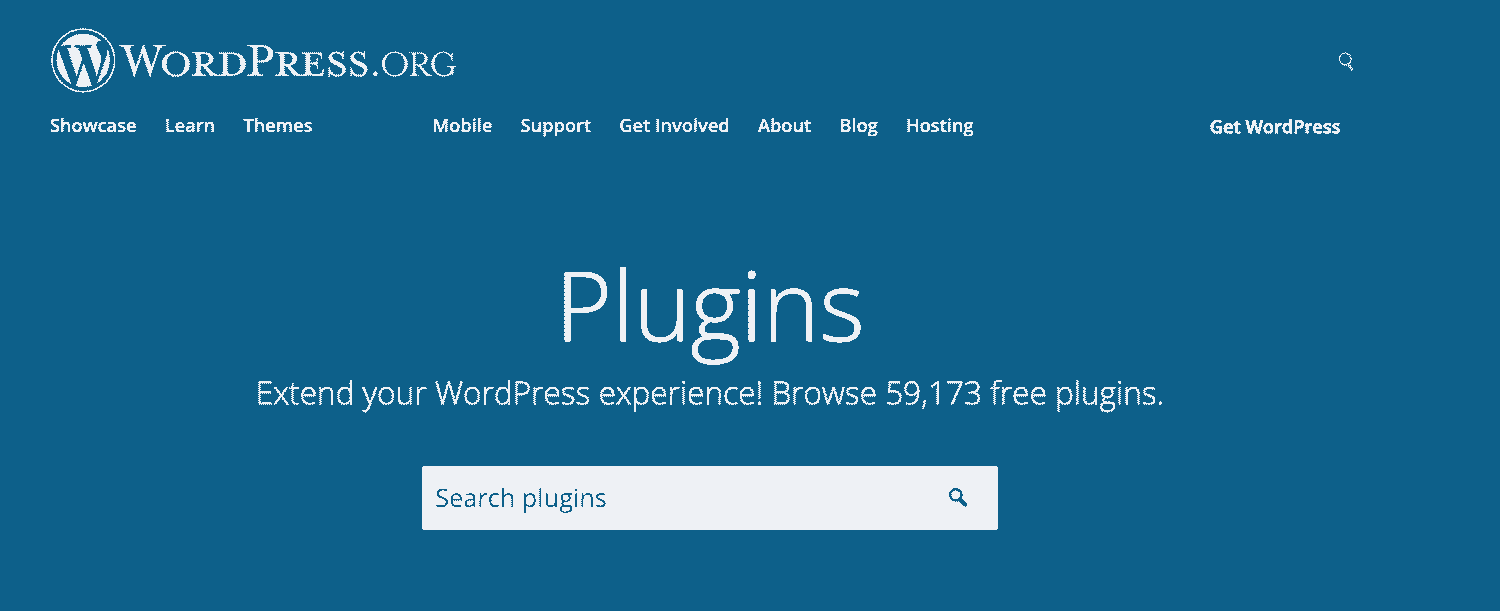 WORDPRESS.ORG
Showcase Learn Themes Mobile Support Get Involved About Blog Hosting Get WordPress
Plugins
Extend your WordPress experience! Browse 59,173 free plugins.
Search plugins